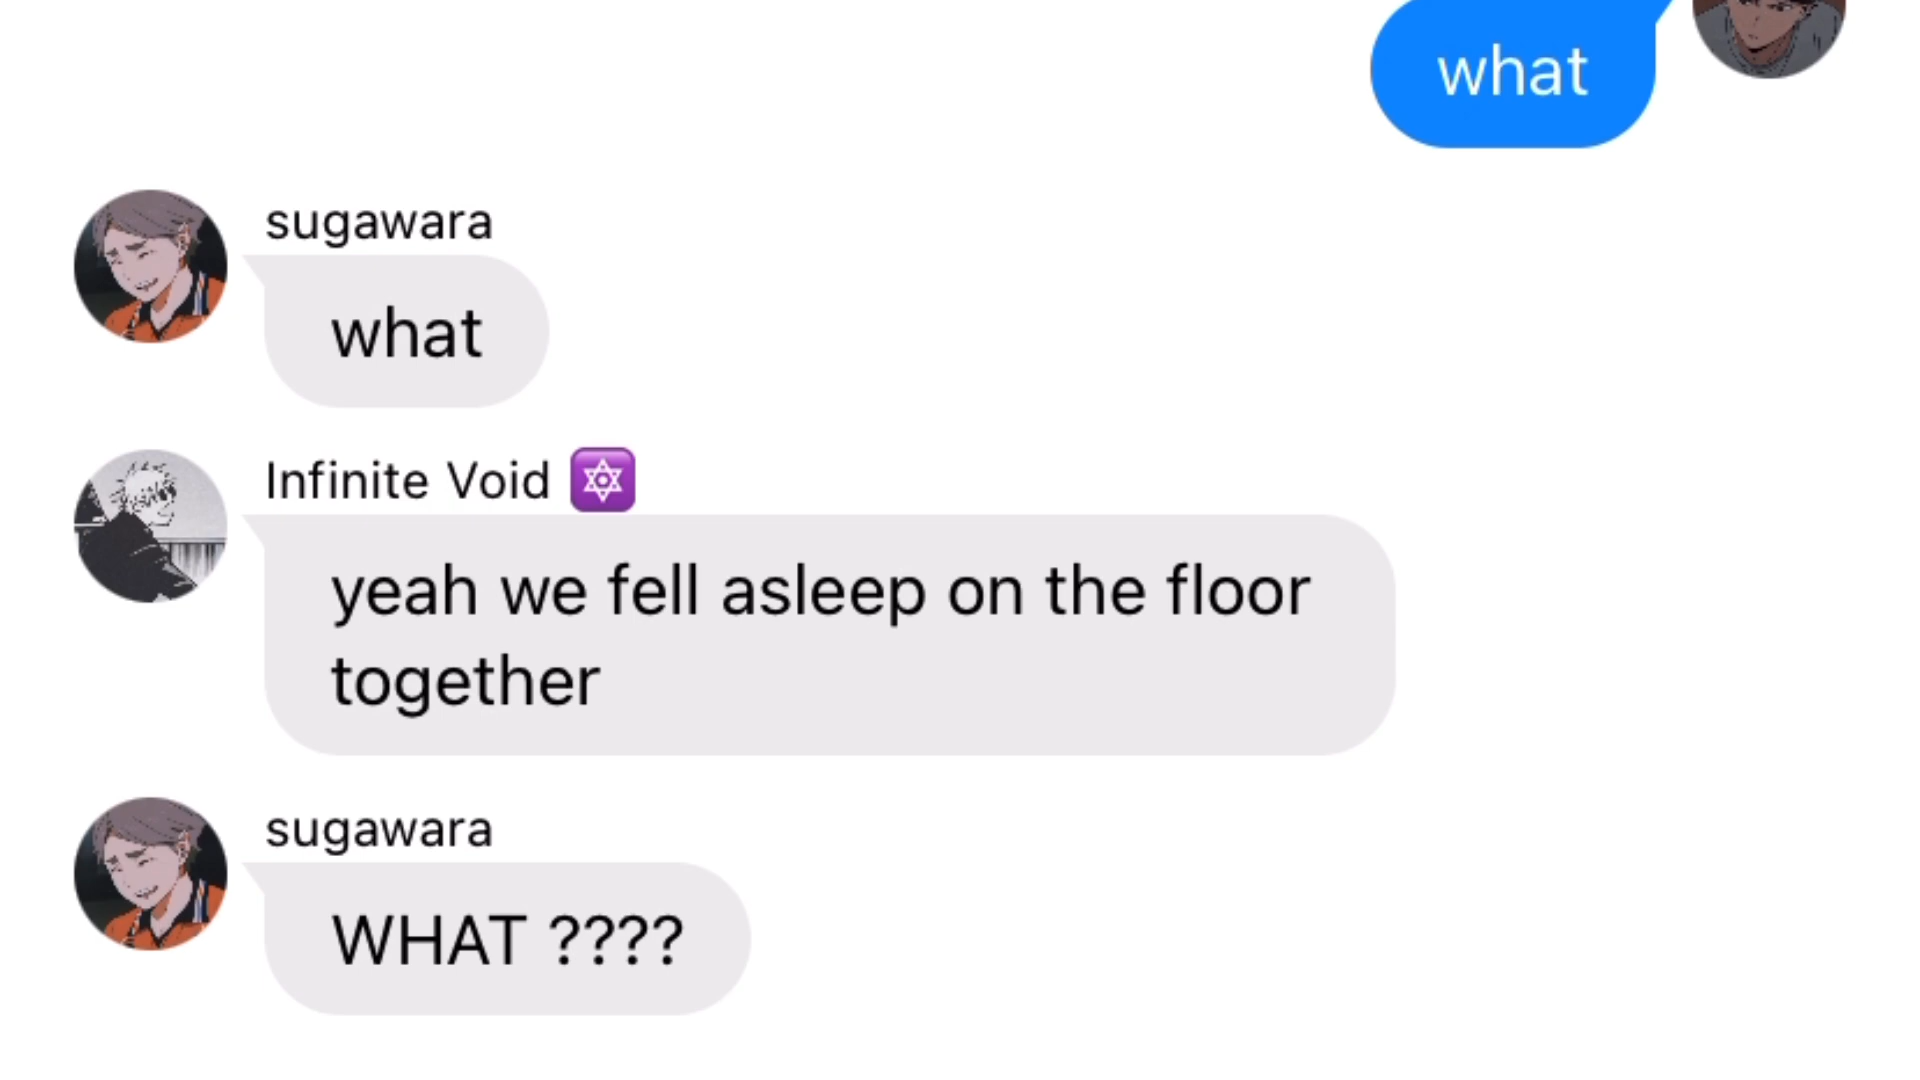 what
sugawara
what
Infinite Void 🔯
yeah we fell asleep on the floor
together
sugawara
WHAT ????